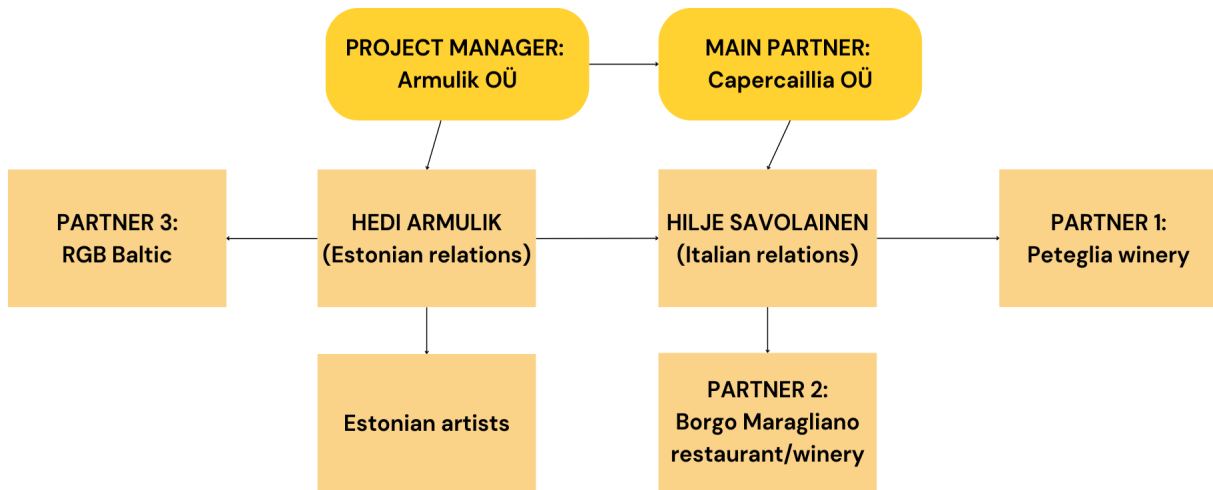 PROJECT MANAGER:
Armulik OÜ
MAIN PARTNER:
Capercaillia OÜ
PARTNER 3:
RGB Baltic
HEDI ARMULIK
(Estonian relations)
HILJE SAVOLAINEN
(Italian relations)
PARTNER 1:
Peteglia winery
Estonian artists
PARTNER 2:
Borgo Maragliano
restaurant/winery